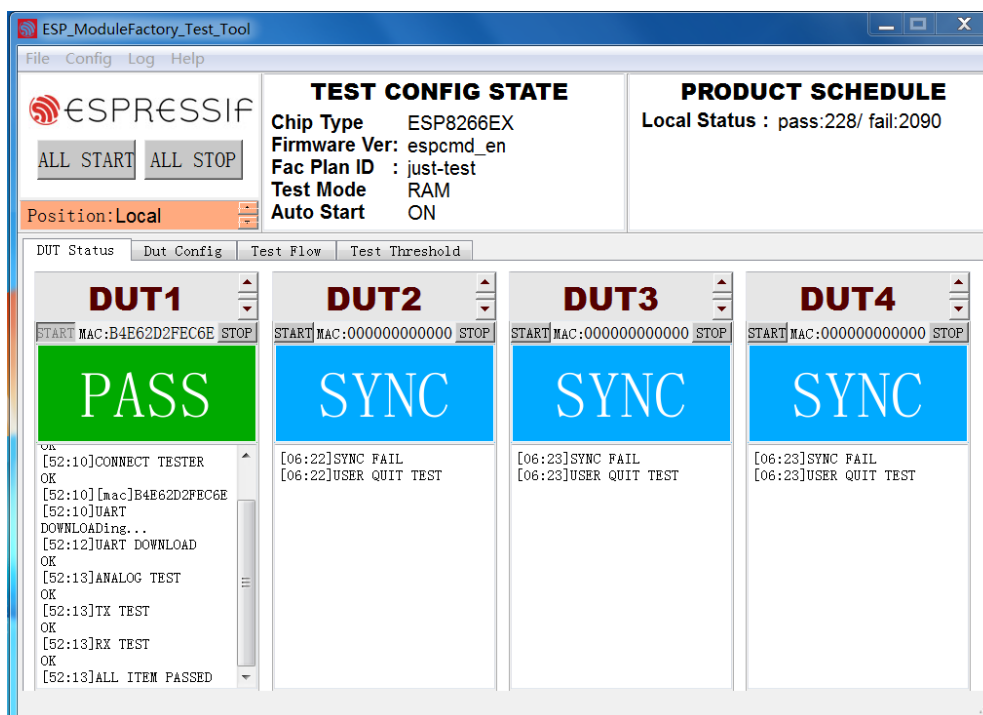 ESP_ModuleFactory_Test_Tool
File Config Log Help
ESPRESSIF
ALL START ALL STOP
Position:Local
TEST CONFIG STATE
Chip Type ESP8266EX
Firmware Ver: espcmd_en
Fac Plan ID : just-test
Test Mode RAM
Auto Start ON
PRODUCT SCHEDULE
Local Status : pass:228/ fail:2090
DUT Status Dut Config Test Flow Test Threshold
DUT1
START MAC:B4E62D2FEC6E STOP
PASS
OK
[52:10]CONNECT TESTER
OK
[52:10][mac]B4E62D2FEC6E
[52:10]UART
DOWNLOADing...
[52:12]UART DOWNLOAD
OK
[52:13]ANALOG TEST
OK
[52:13]TX TEST
OK
[52:13]RX TEST
OK
[52:13]ALL ITEM PASSED
DUT2
START MAC:000000000000 STOP
SYNC
[06:22]SYNC FAIL
[06:22]USER QUIT TEST
DUT3
START MAC:000000000000 STOP
SYNC
[06:23]SYNC FAIL
[06:23]USER QUIT TEST
DUT4
START MAC:000000000000 STOP
SYNC
[06:23]SYNC FAIL
[06:23]USER QUIT TEST